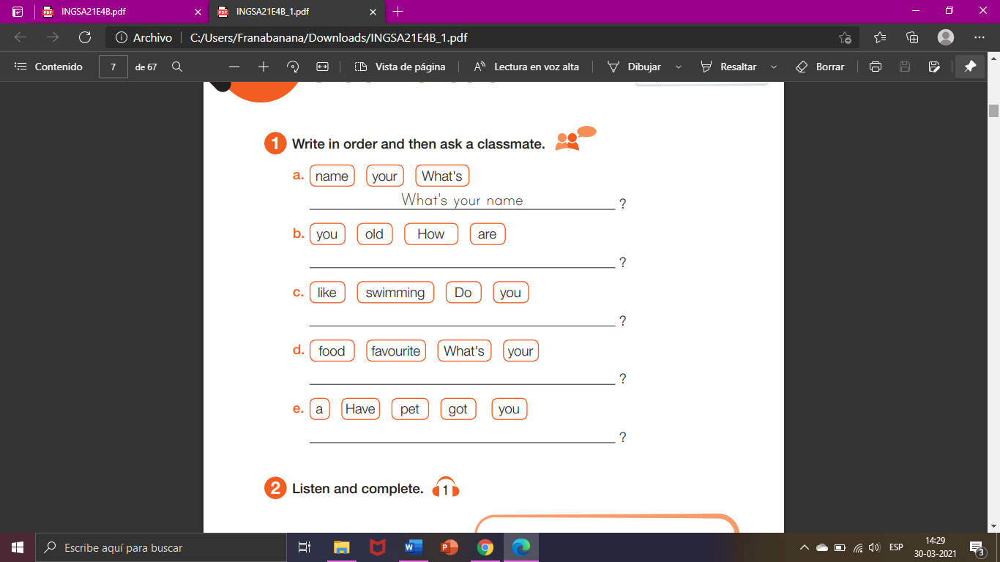 INGSA21E4B.pdf
INGSA21E4B_1.pdf
Archivo C:/Users/Franabanana/Downloads/INGSA21E4B_1.pdf
Contenido 7 de 67 Vista de página Lectura en voz alta Dibujar Resaltar Borrar
1 Write in order and then ask a classmate.
a. name your What's
What's your name ?
b. you old How are
?
c. like swimming Do you
?
d. food favourite What's your
?
e. a Have pet got you
?
2 Listen and complete. 1
Escribe aquí para buscar
ESP
14:29
30-03-2021
3